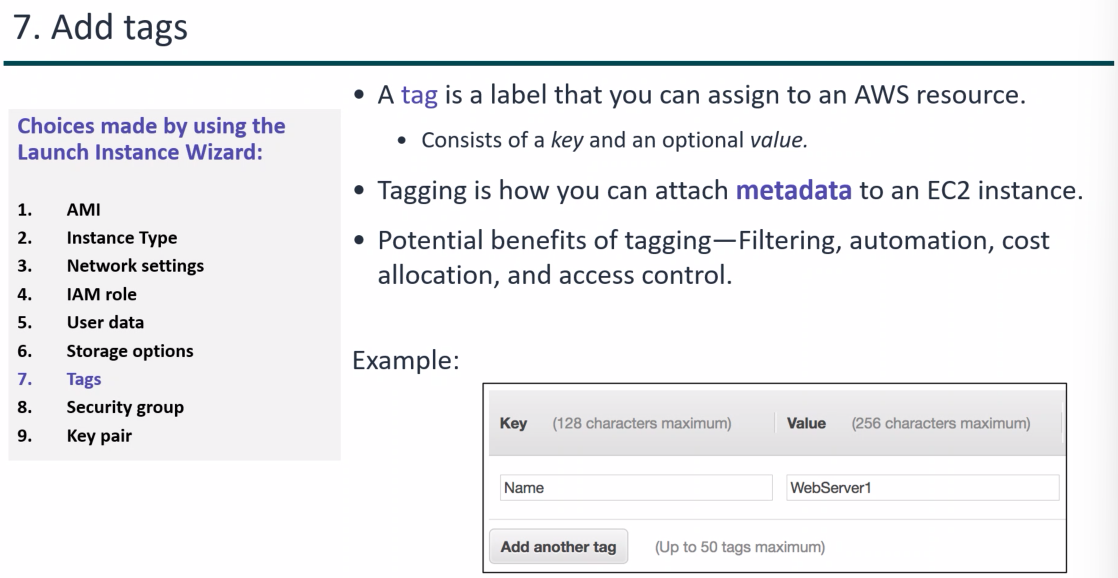 7. Add tags
Choices made by using the
Launch Instance Wizard:
1. AMI
2. Instance Type
3. Network settings
4. IAM role
5. User data
6. Storage options
7. Tags
8. Security group
9. Key pair
• A tag is a label that you can assign to an AWS resource.
• Consists of a key and an optional value.
• Tagging is how you can attach metadata to an EC2 instance.
• Potential benefits of tagging—Filtering, automation, cost
allocation, and access control.
Example:
Key (128 characters maximum) Value (256 characters maximum)
Name WebServer1
Add another tag (Up to 50 tags maximum)